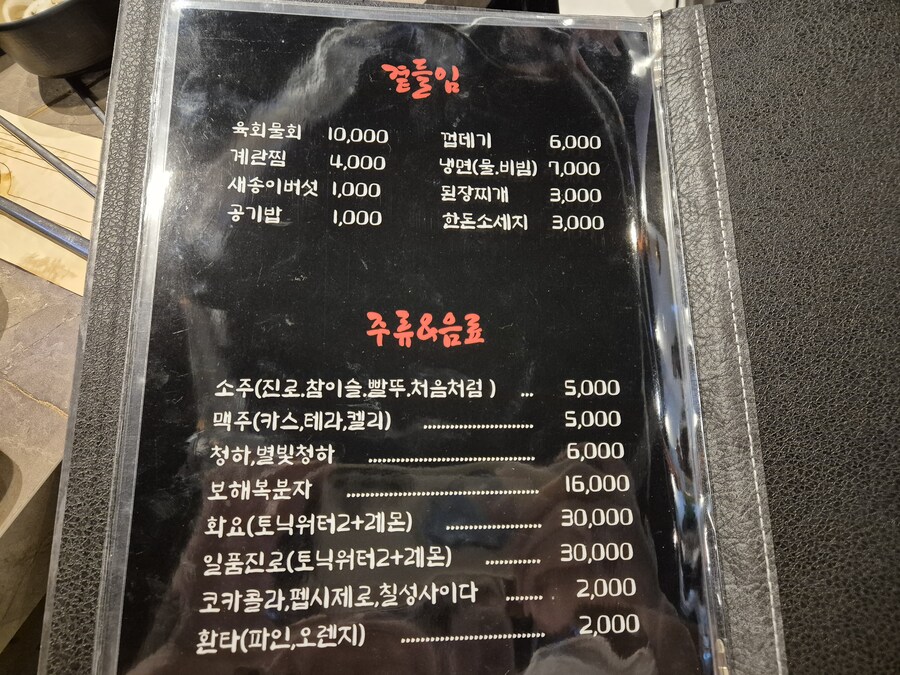 곁들임
육회물회 10,000
계란찜 4,000
새송이버섯 1,000
공기밥 1,000
껍데기 6,000
냉면(물.비빔) 7,000
된장찌개 3,000
한돈소세지 3,000
주류&음료
소주(진로.참이슬.빨뚜.처음처럼 ) ... 5,000
맥주(카스,테라,켈리) ........................ 5,000
청하,별빛청하 ........................ 6,000
보해복분자 ........................ 16,000
화요(토닉워터2+레몬) ........................ 30,000
일품진로(토닉워터2+레몬) ............. 30,000
코카콜라,펩시제로,칠성사이다 ........ . 2,000
환타(파인,오렌지) ........................ 2,000